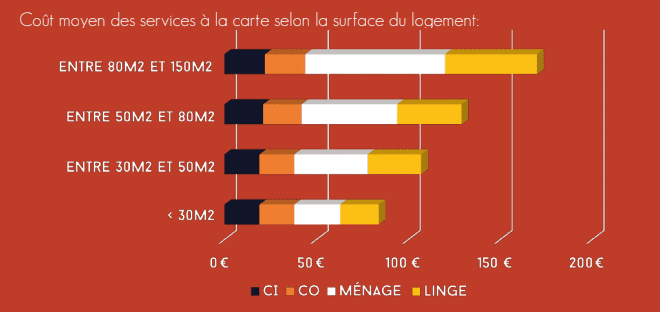 Coût moyen des services à la carte selon la surface du logement:
ENTRE 80M2 ET 150M2
ENTRE 50M2 ET 80M2
ENTRE 30M2 ET 50M2
< 30M2
0 € 50 € 100 € 150 € 200 €
CI CO MÉNAGE LINGE